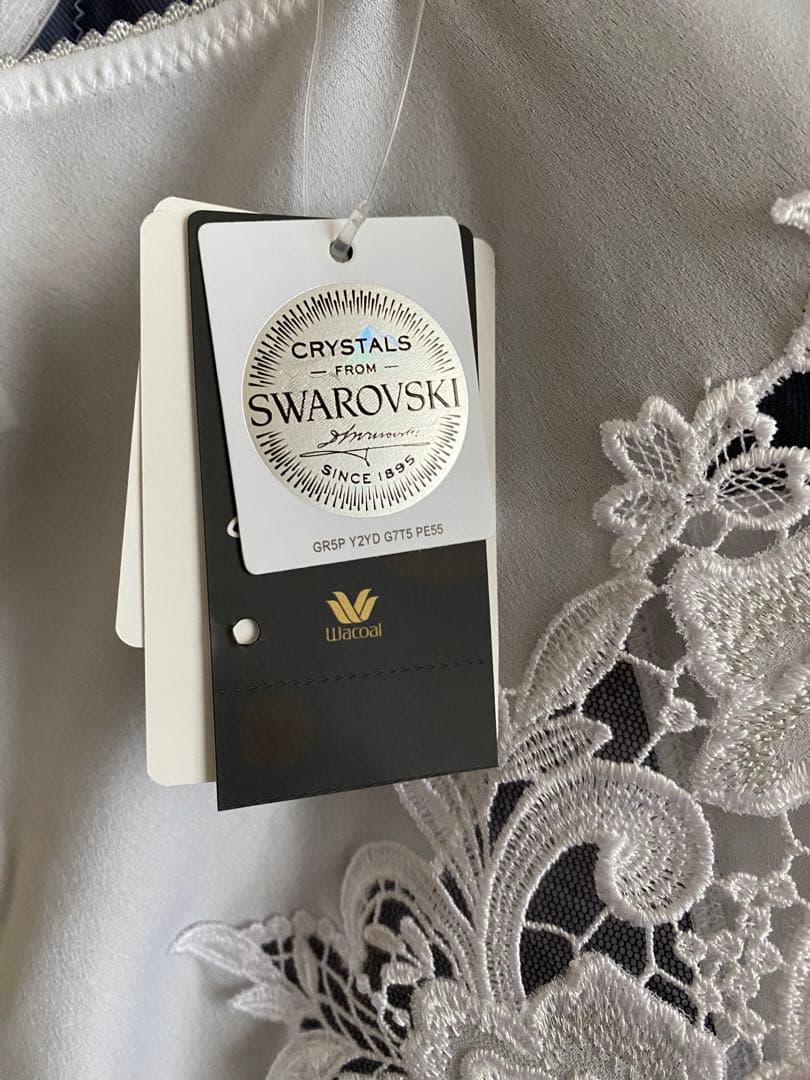 CRYSTALS
FROM
SWAROVSKI
SINCE 1895
GR5P Y2YD G7T5 PE55
Wacoal